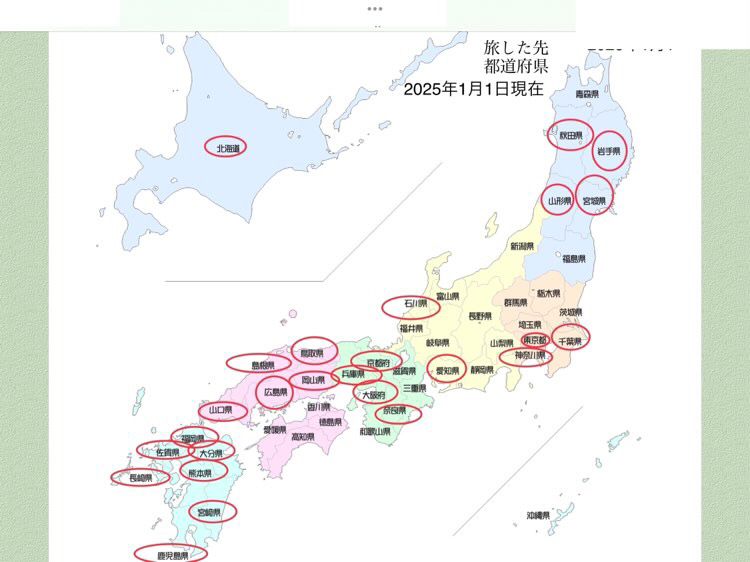 旅した先
都道府県
2025年1月1日現在
青森県
秋田県
岩手県
北海道
山形県
宮城県
新潟県
福島県
富山県
石川県
栃木県
群馬県
長野県
茨城県
福井県
埼玉県
岐阜県
山梨県
東京都
千葉県
神奈川県
鳥取県
島根県
京都府
滋賀県
愛知県
静岡県
岡山県
兵庫県
三重県
広島県
大阪府
山口県
香川県
奈良県
徳島県
愛媛県
高知県
和歌山県
福岡県
佐賀県
大分県
長崎県
熊本県
宮崎県
沖縄県
鹿児島県